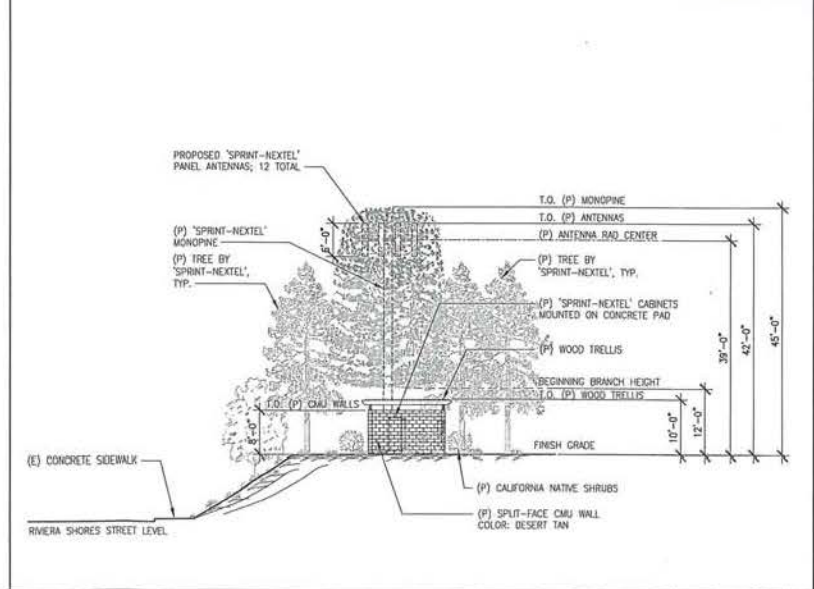 PROPOSED 'SPRINT-NEXTEL'
PANEL ANTENNAS; 12 TOTAL
T.O. (P) MONOPINE
T.O. (P) ANTENNAS
(P) 'SPRINT-NEXTEL'
MONOPINE
(P) ANTENNA RAD CENTER
6'-0"
(P) TREE BY
'SPRINT-NEXTEL',
TYP.
(P) TREE BY
'SPRINT-NEXTEL', TYP.
(P) 'SPRINT-NEXTEL' CABINETS
MOUNTED ON CONCRETE PAD
39'-0"
42'-0"
45'-0"
(P) WOOD TRELLIS
BEGINNING BRANCH HEIGHT
T.O. (P) WOOD TRELLIS
T.O. (P) CMU WALLS
8'-0"
10'-0"
12'-0"
FINISH GRADE
(E) CONCRETE SIDEWALK
(P) CALIFORNIA NATIVE SHRUBS
(P) SPLIT-FACE CMU WALL
COLOR: DESERT TAN
RIVIERA SHORES STREET LEVEL